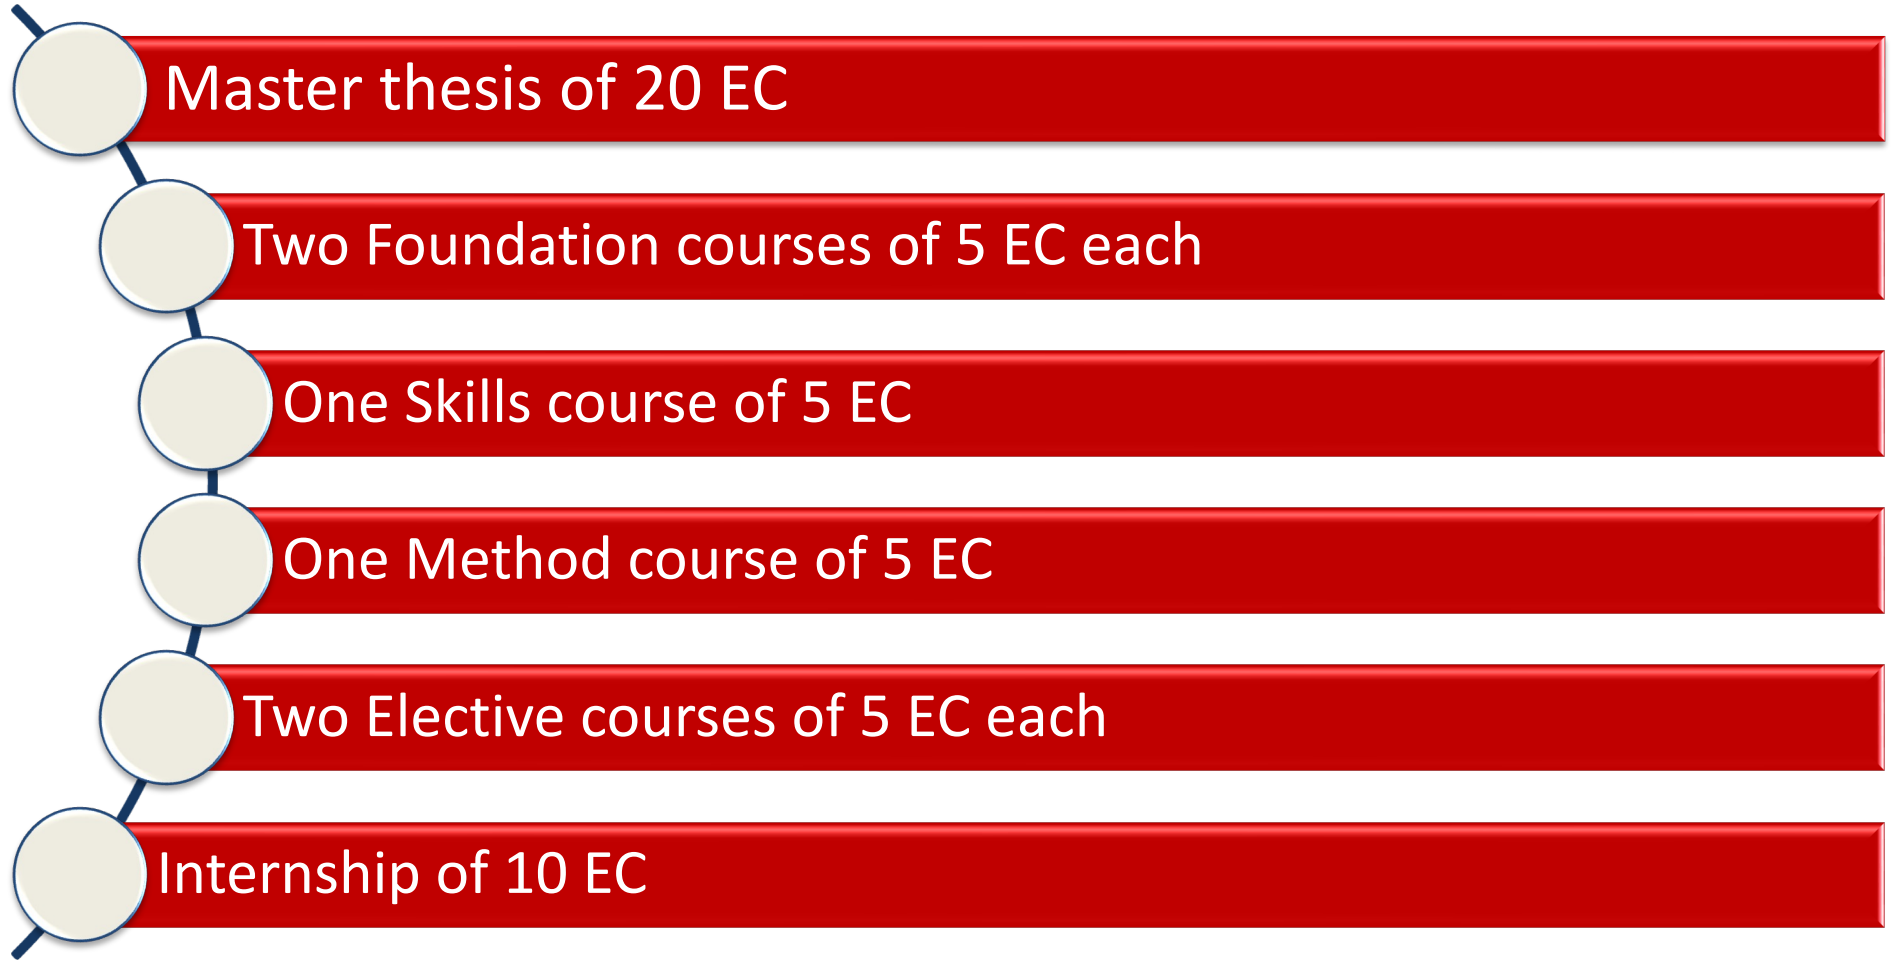 Master thesis of 20 EC
Two Foundation courses of 5 EC each
One Skills course of 5 EC
One Method course of 5 EC
Two Elective courses of 5 EC each
Internship of 10 EC